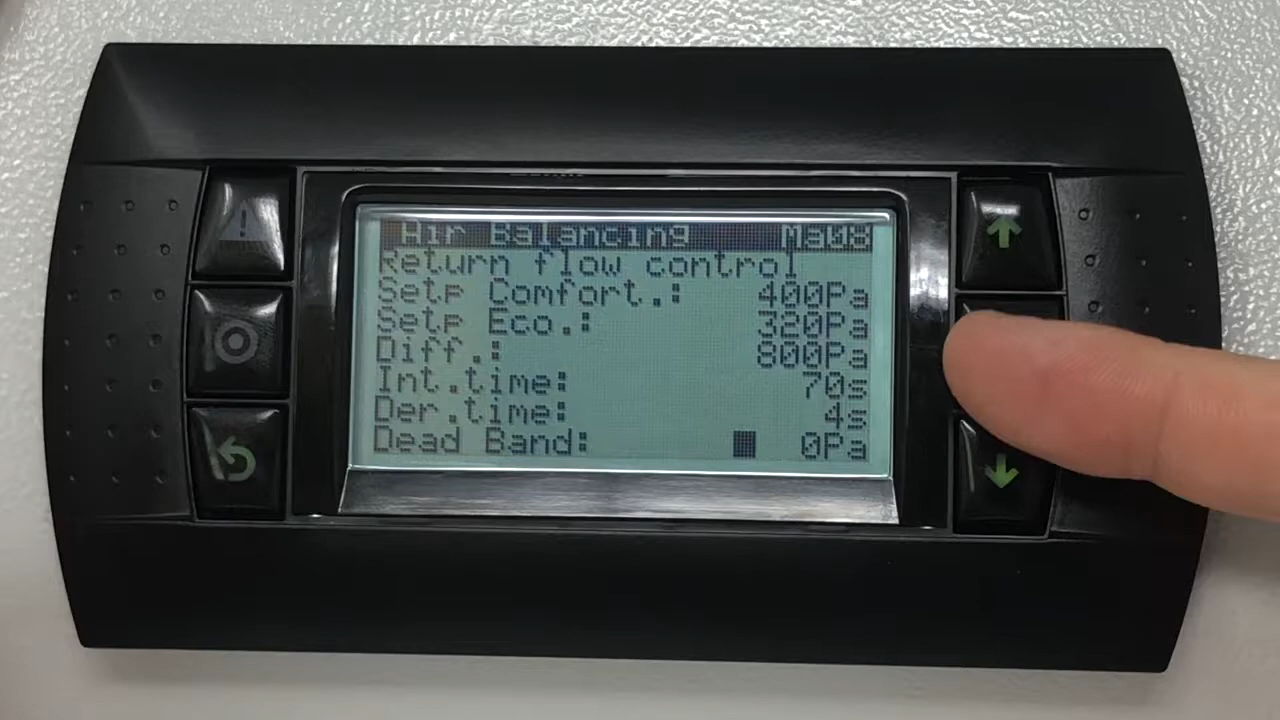 Air Balancing Ma08
Return flow control
Setp Comfort.: 400Pa
Setp Eco.: 320Pa
Diff.: 800Pa
Int.time: 70s
Der.time: 4s
Dead Band: 0Pa